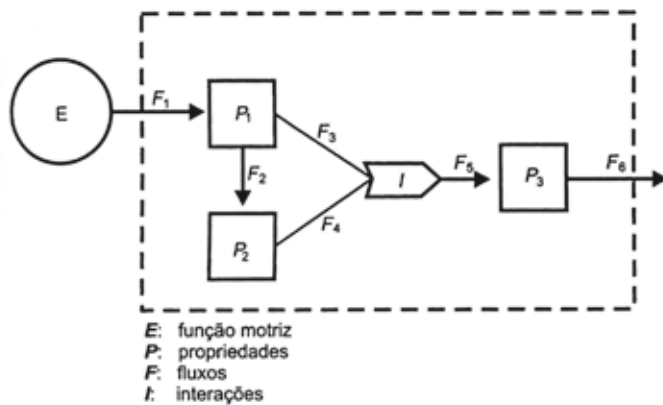 E
F₁
P₁
F₃
F₂
I
F₅
P₃
F₆
P₂
F₄
E: função motriz
P: propriedades
F: fluxos
I: interações